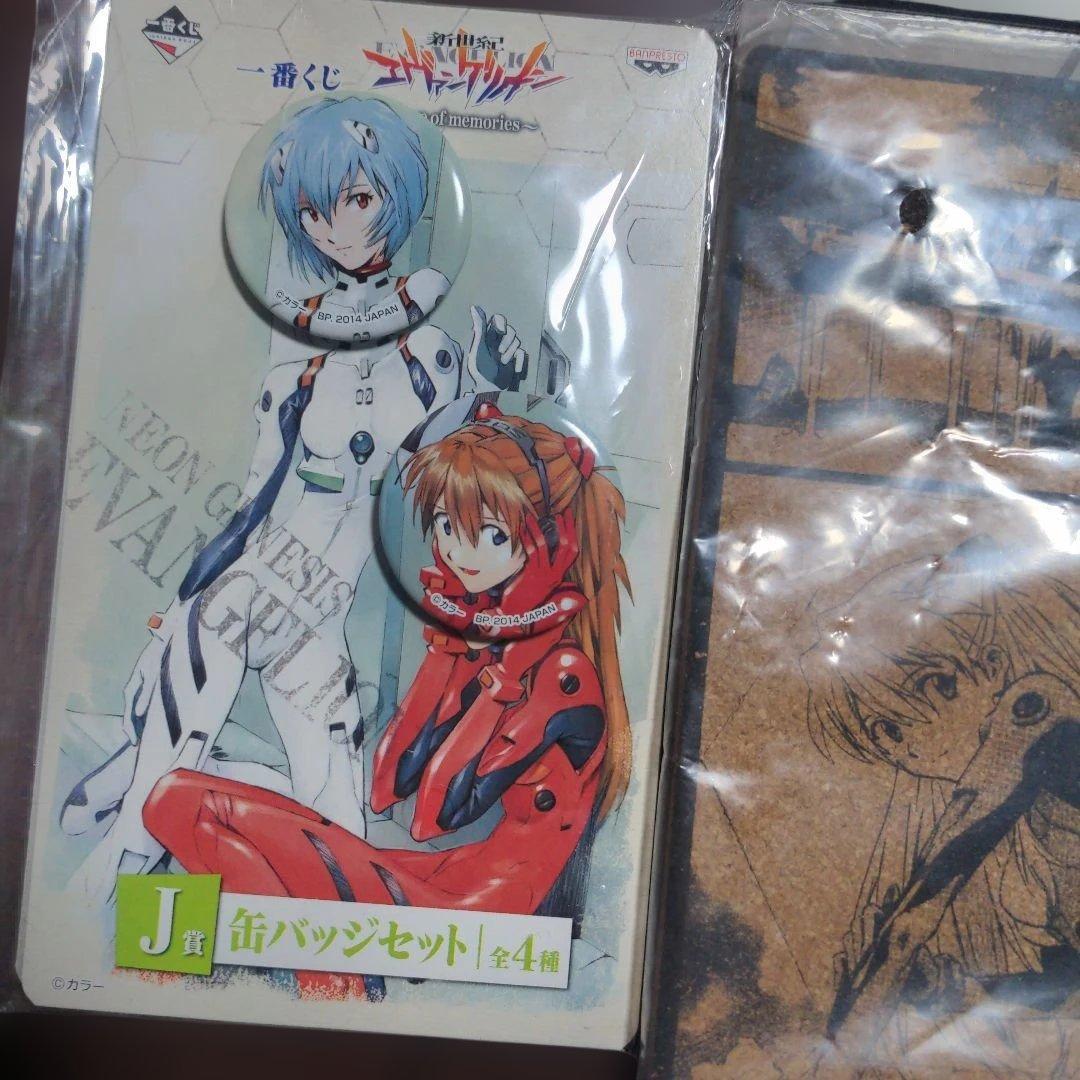 一番くじ
新世紀
エヴァンゲリオン
EVANGELION
一番くじ
of memories~
BANPRESTO
©カラー BP. 2014 JAPAN
NEON GENESIS
EVANGELIO
02
©カラー BP. 2014 JAPAN
J賞
缶バッジセット
全4種
©カラー